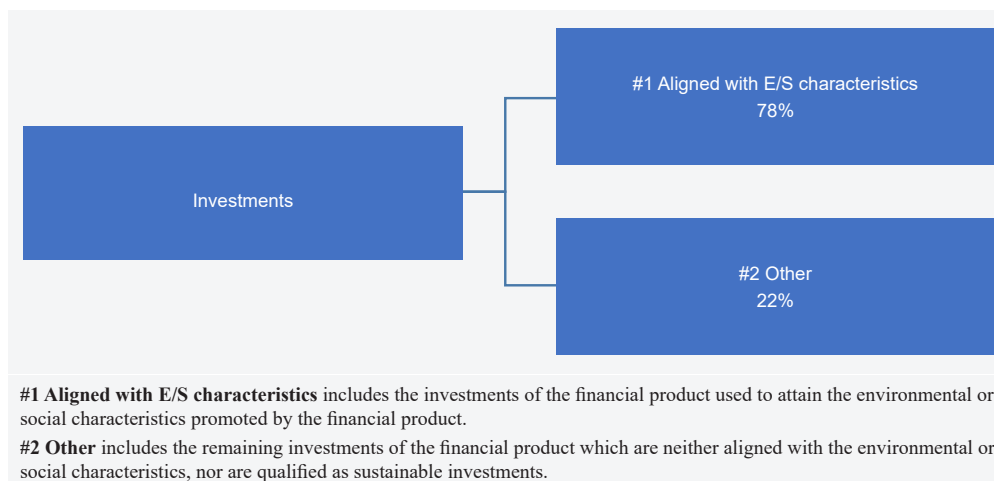 #1 Aligned with E/S characteristics
78%
Investments
#2 Other
22%
#1 Aligned with E/S characteristics includes the investments of the financial product used to attain the environmental or
social characteristics promoted by the financial product.
#2 Other includes the remaining investments of the financial product which are neither aligned with the environmental or
social characteristics, nor are qualified as sustainable investments.